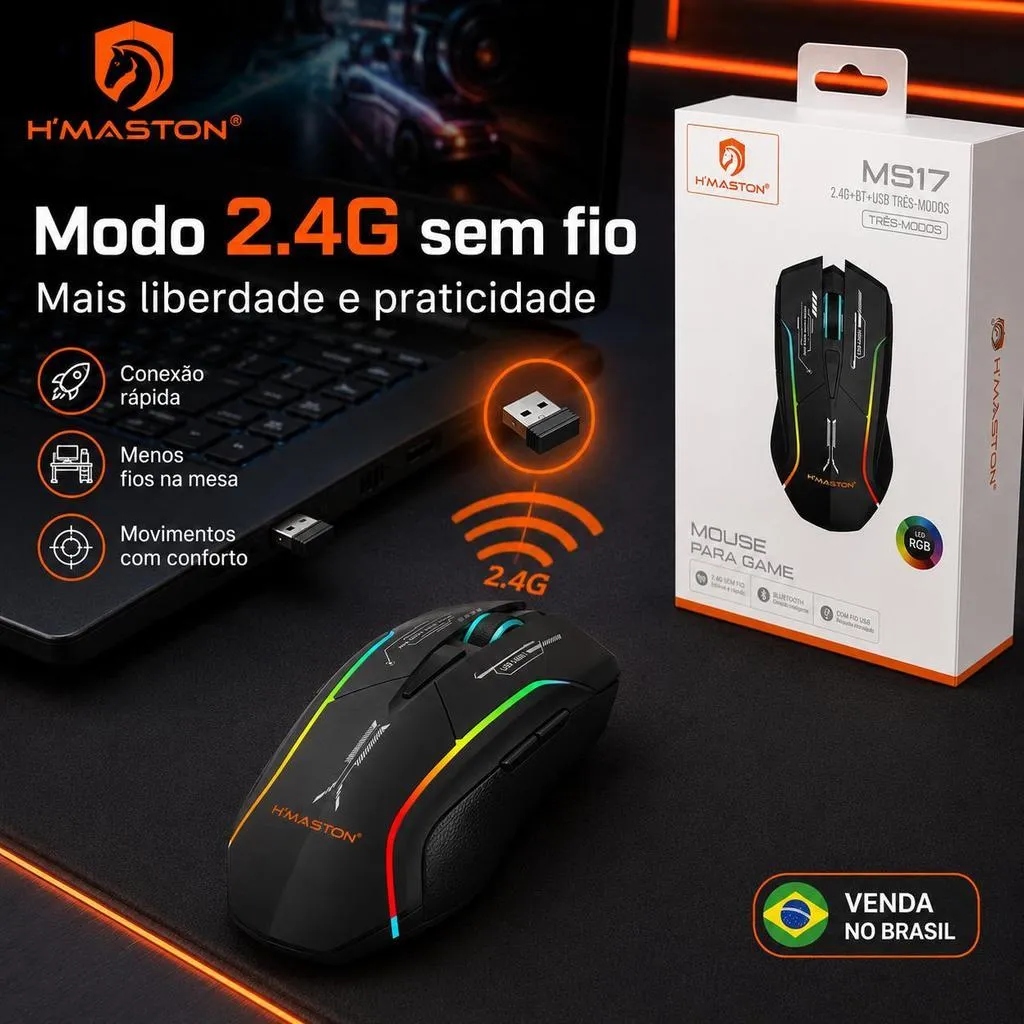 H'MASTON®
Modo 2.4G sem fio
Mais liberdade e praticidade
Conexão
rápida
Menos
fios na mesa
Movimentos
com conforto
2.4G
H'MASTON®
H'MASTON®
MS17
2.4G+BT+USB TRÊS-MODOS
TRÊS-MODOS
H'MASTON®
H'MASTON®
LED
RGB
MOUSE
PARA GAME
2.4G SEM FIO
BLUETOOTH
COM FIO USB
VENDA
NO BRASIL